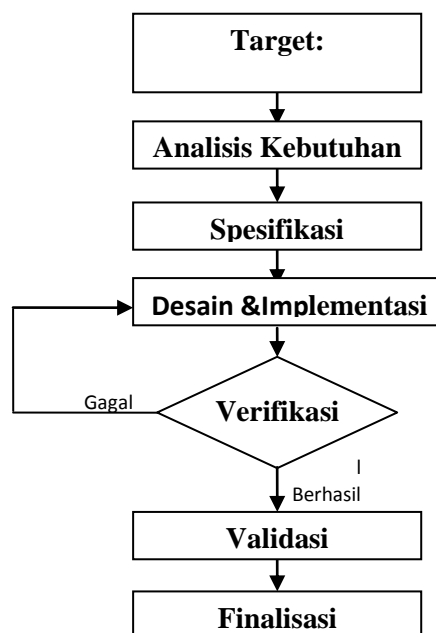 Target:
Analisis Kebutuhan
Spesifikasi
Desain &Implementasi
Gagal
Verifikasi
l
Berhasil
Validasi
Finalisasi